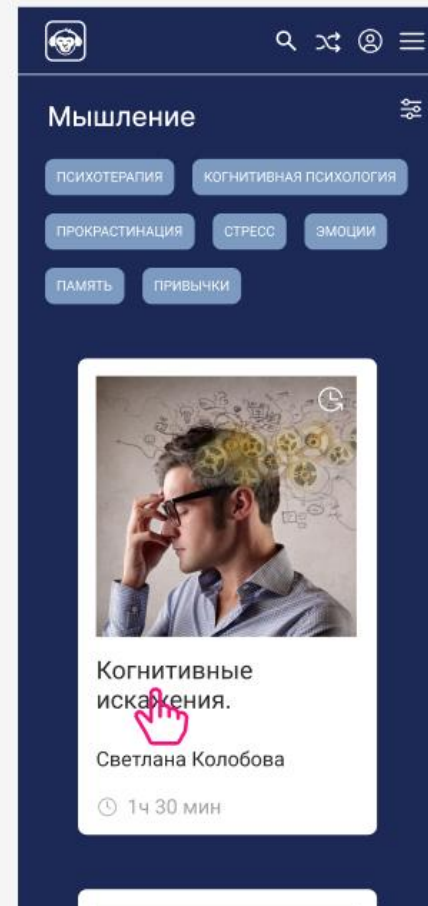 Мышление
ПСИХОТЕРАПИЯ
КОГНИТИВНАЯ ПСИХОЛОГИЯ
ПРОКРАСТИНАЦИЯ
СТРЕСС
ЭМОЦИИ
ПАМЯТЬ
ПРИВЫЧКИ
Когнитивные
искажения.
Светлана Колобова
1ч 30 мин